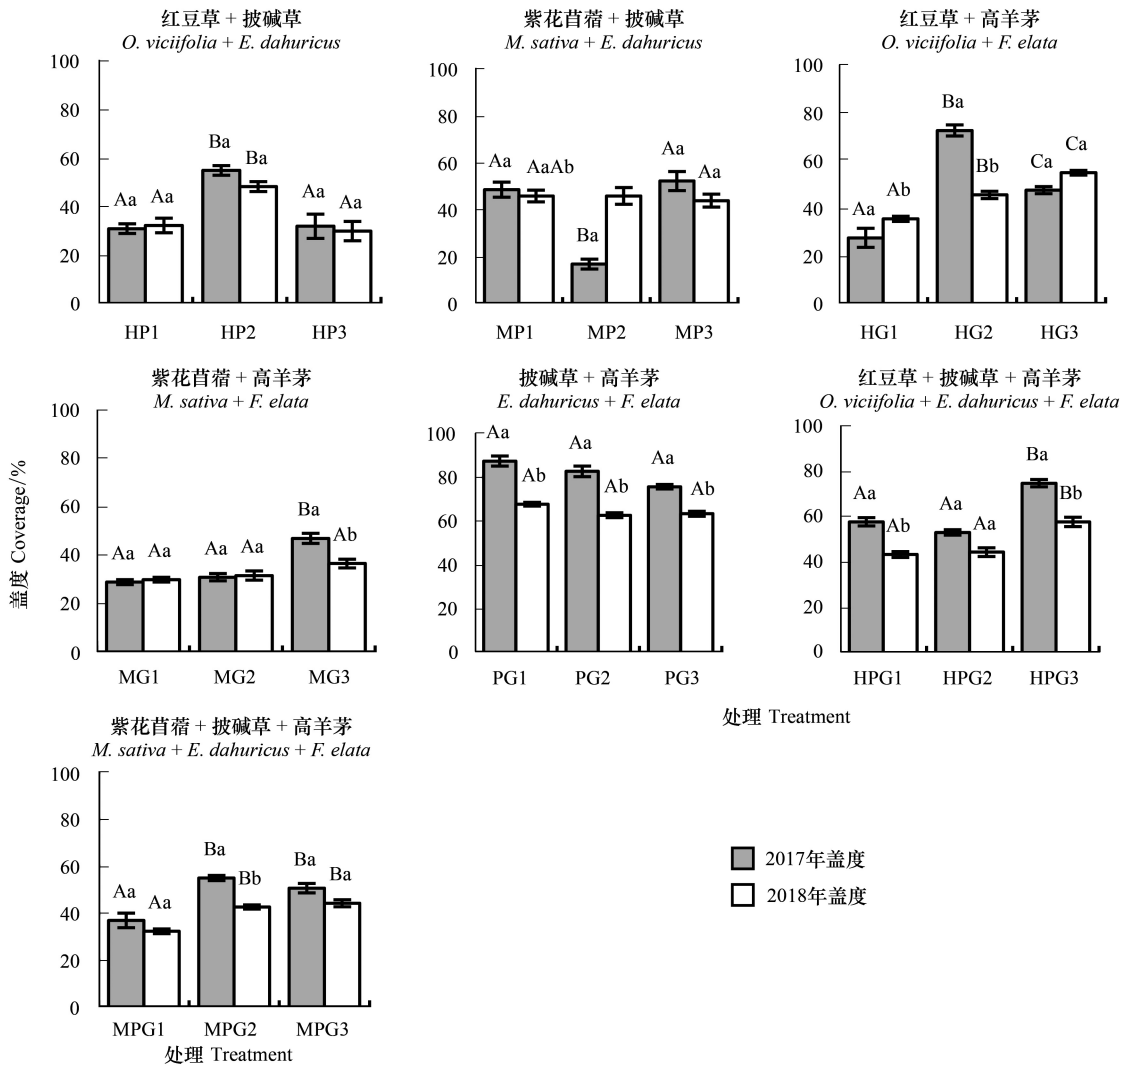 红豆草 + 披碱草
O. viciifolia + E. dahuricus
100
80
60
40
20
0
Aa
Aa
Ba
Ba
Aa
Aa
HP1
HP2
HP3
紫花苜蓿 + 披碱草
M. sativa + E. dahuricus
100
80
60
40
20
0
Aa
AaAb
Ba
Aa
Aa
MP1
MP2
MP3
红豆草 + 高羊茅
O. viciifolia + F. elata
100
80
60
40
20
0
Aa
Ab
Ba
Bb
Ca
Ca
HG1
HG2
HG3
盖度 Coverage/%
紫花苜蓿 + 高羊茅
M. sativa + F. elata
100
80
60
40
20
0
Aa
Aa
Aa
Aa
Ba
Ab
MG1
MG2
MG3
披碱草 + 高羊茅
E. dahuricus + F. elata
100
80
60
40
20
0
Aa
Ab
Aa
Ab
Aa
Ab
PG1
PG2
PG3
红豆草 + 披碱草 + 高羊茅
O. viciifolia + E. dahuricus + F. elata
100
80
60
40
20
0
Aa
Ab
Aa
Aa
Ba
Bb
HPG1
HPG2
HPG3
处理 Treatment
紫花苜蓿 + 披碱草 + 高羊茅
M. sativa + E. dahuricus + F. elata
100
80
60
40
20
0
Aa
Aa
Ba
Bb
Ba
Ba
MPG1
MPG2
MPG3
处理 Treatment
2017年盖度
2018年盖度